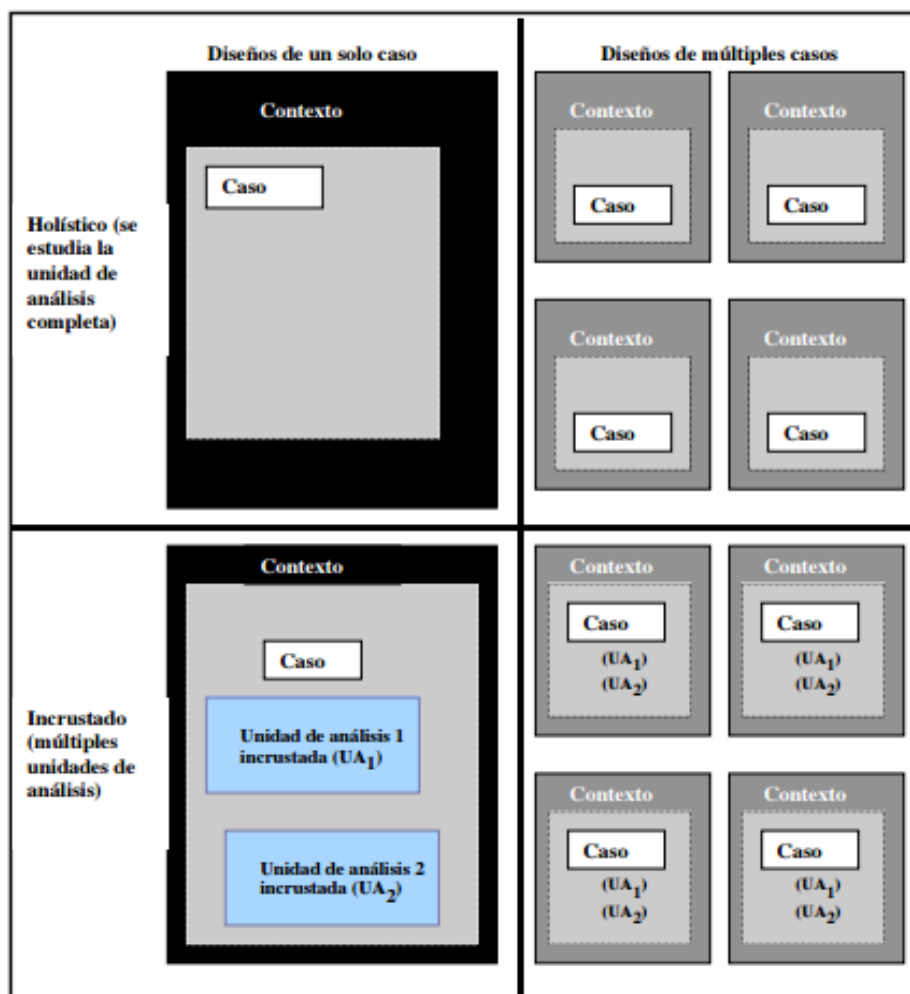 Diseños de un solo caso
Diseños de múltiples casos
Holístico (se
estudia la
unidad de
análisis
completa)
Contexto
Caso
Contexto
Caso
Contexto
Caso
Contexto
Caso
Contexto
Caso
Incrustado
(múltiples
unidades de
análisis)
Contexto
Caso
Unidad de análisis 1
incrustada (UA1)
Unidad de análisis 2
incrustada (UA2)
Contexto
Caso
(UA1)
(UA2)
Contexto
Caso
(UA1)
(UA2)
Contexto
Caso
(UA1)
(UA2)
Contexto
Caso
(UA1)
(UA2)